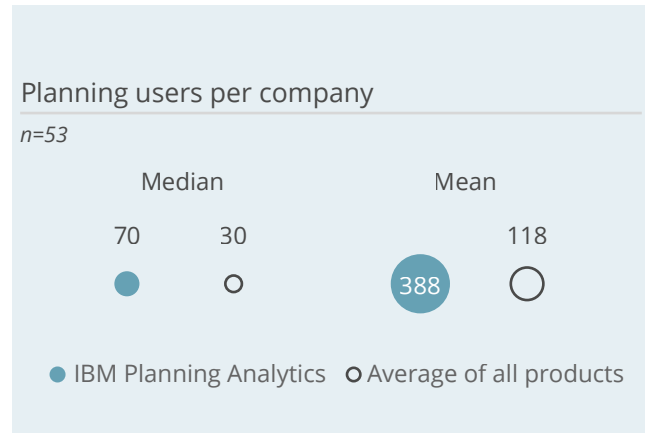 Planning users per company
n=53
Median Mean
70 30 118
388
IBM Planning Analytics Average of all products